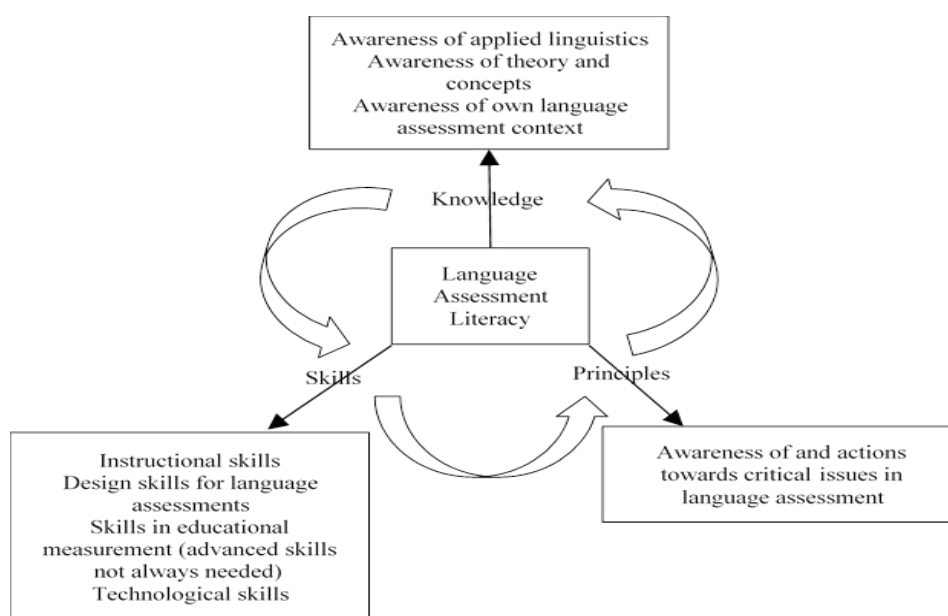 Awareness of applied linguistics
Awareness of theory and
concepts
Awareness of own language
assessment context
Knowledge
Language
Assessment
Literacy
Skills
Principles
Instructional skills
Design skills for language
assessments
Skills in educational
measurement (advanced skills
not always needed)
Technological skills
Awareness of and actions
towards critical issues in
language assessment